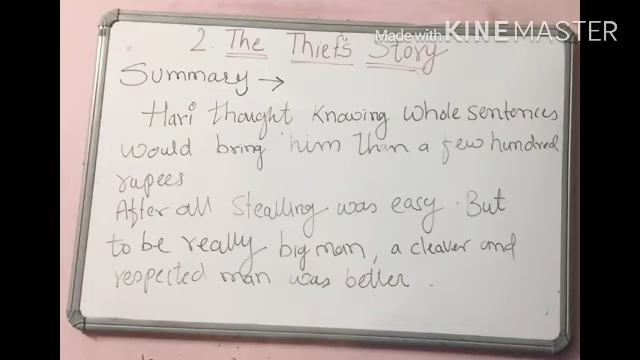 Made with KINEMASTER
2. The Thief's Story
Summary →
Hari thought knowing whole sentences
would bring him than a few hundred
rupees
After all stealling was easy. But
to be really big man, a cleaver and
respected man was better.